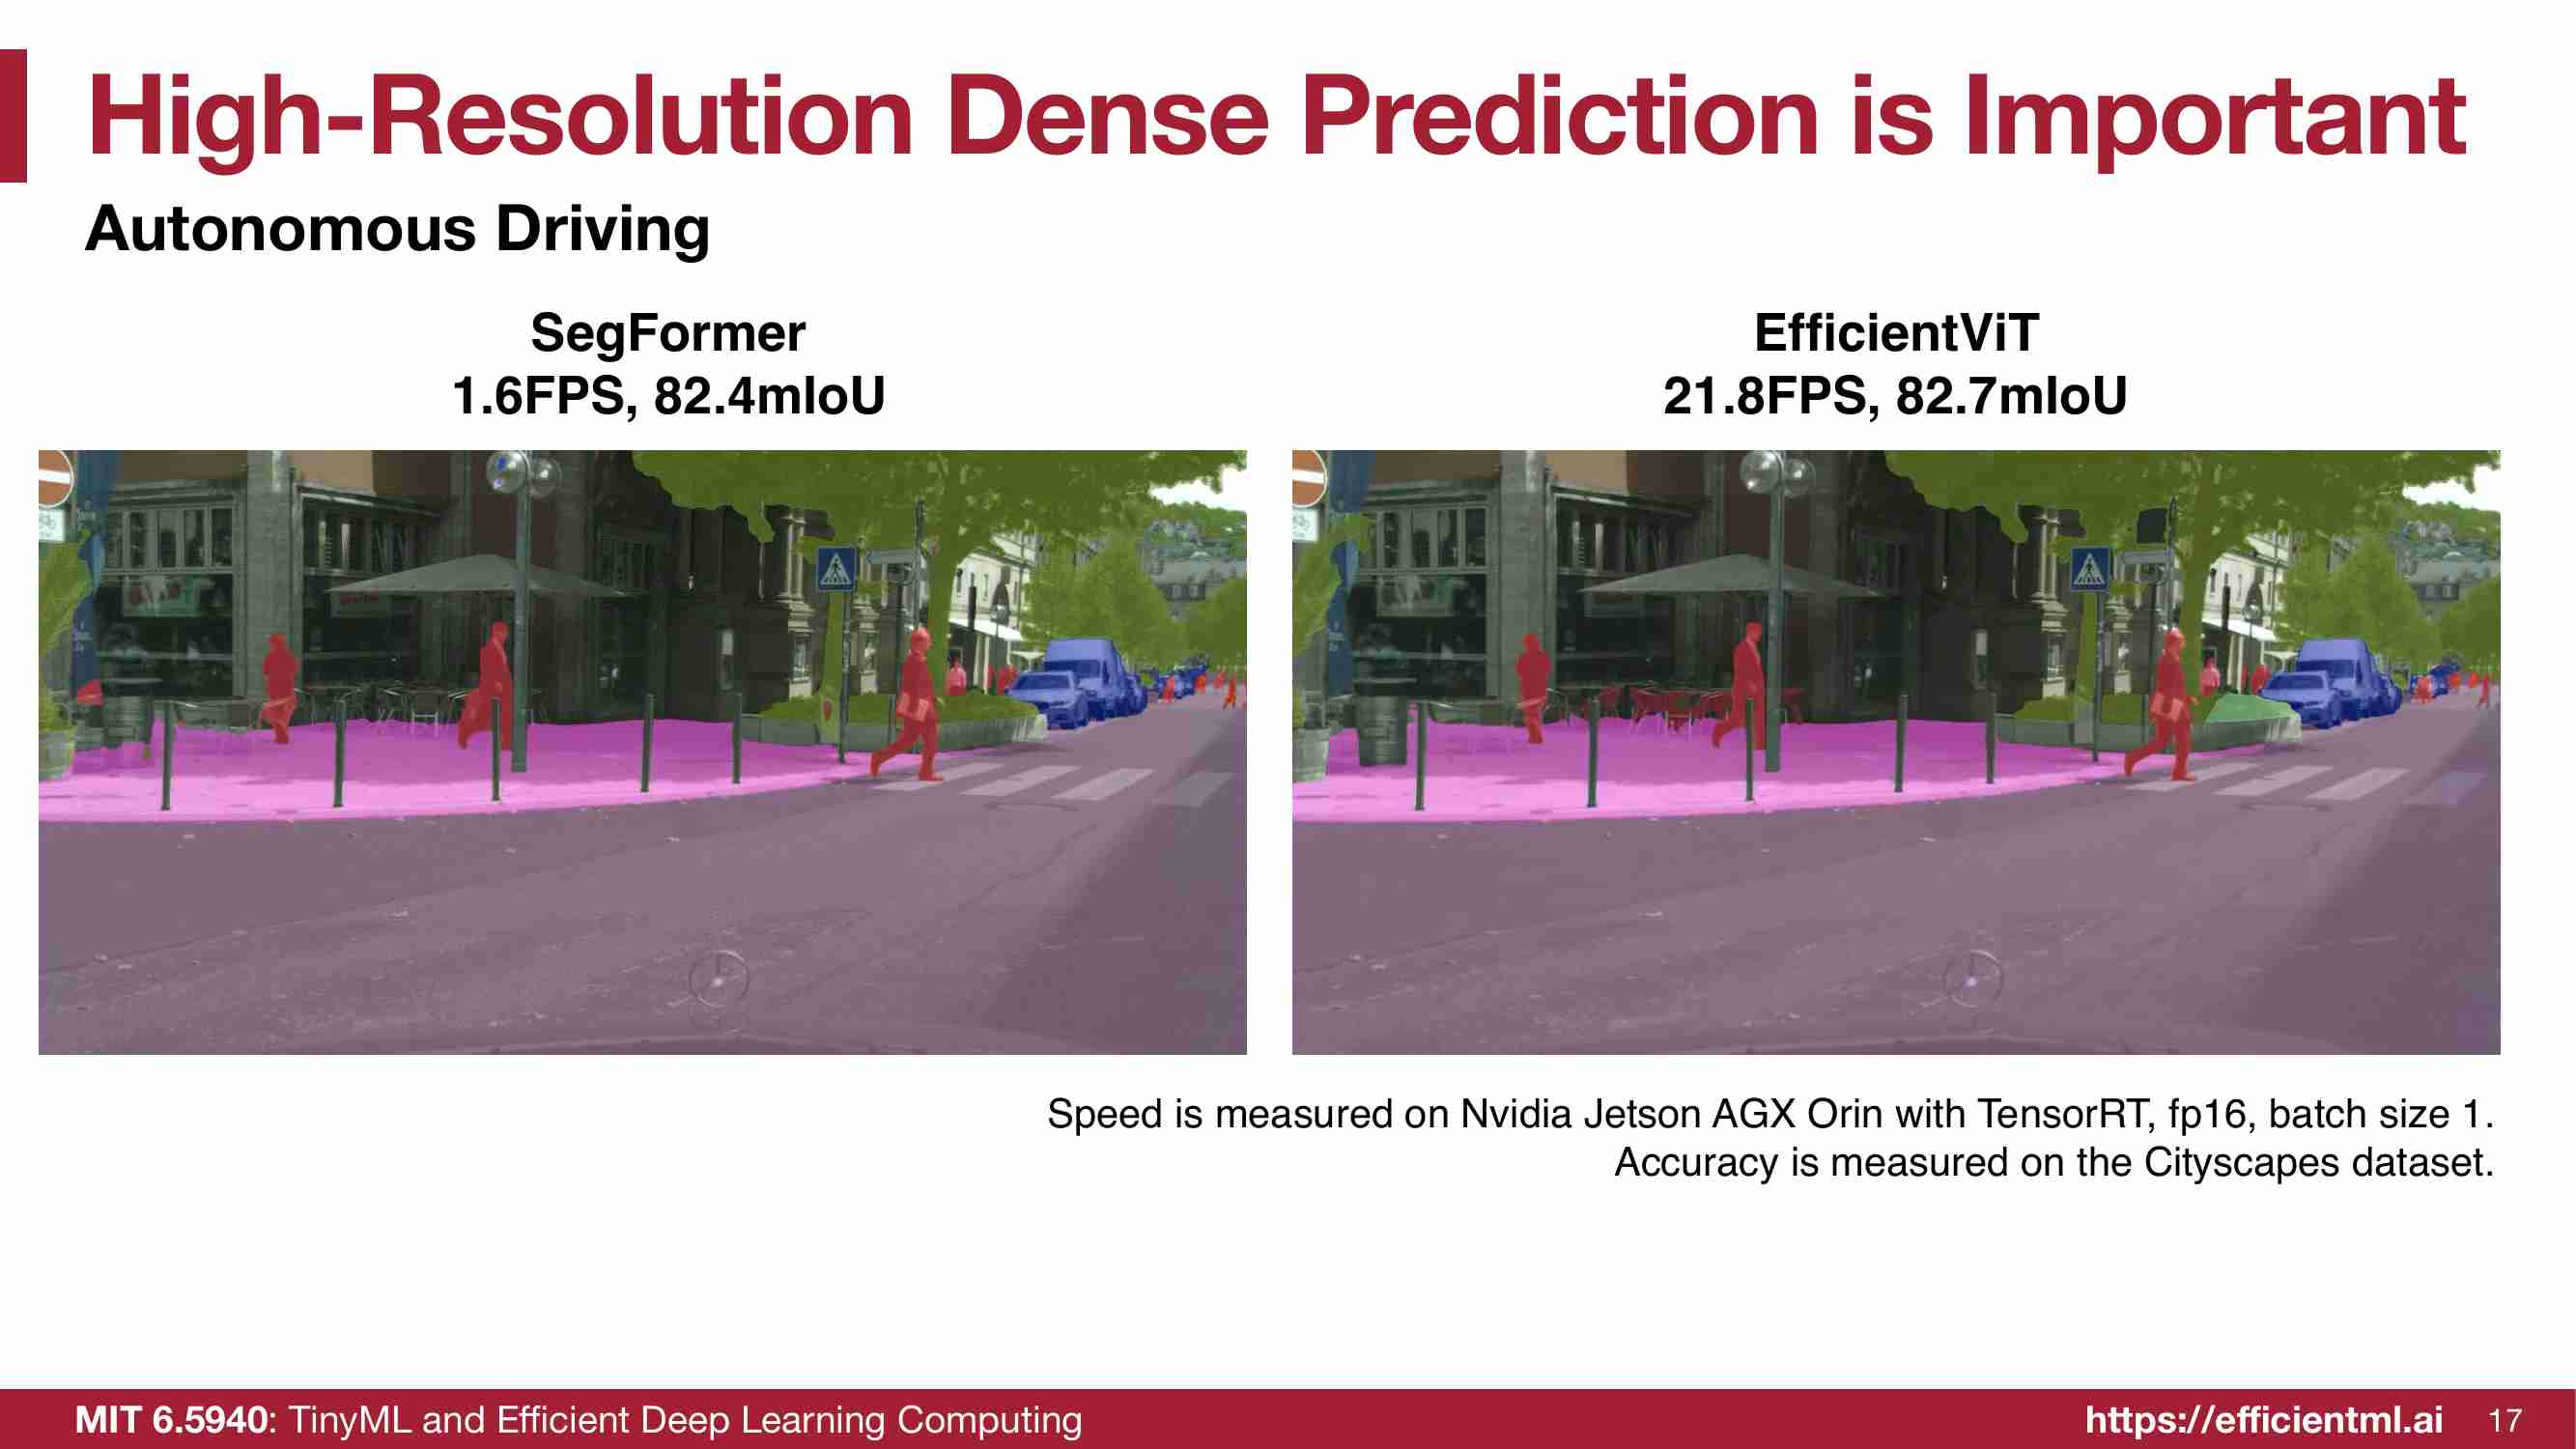 High-Resolution Dense Prediction is Important
Autonomous Driving
SegFormer
1.6FPS, 82.4mIoU
EfficientViT
21.8FPS, 82.7mIoU
Speed is measured on Nvidia Jetson AGX Orin with TensorRT, fp16, batch size 1.
Accuracy is measured on the Cityscapes dataset.
MIT 6.5940: TinyML and Efficient Deep Learning Computing
https://efficientml.ai
17